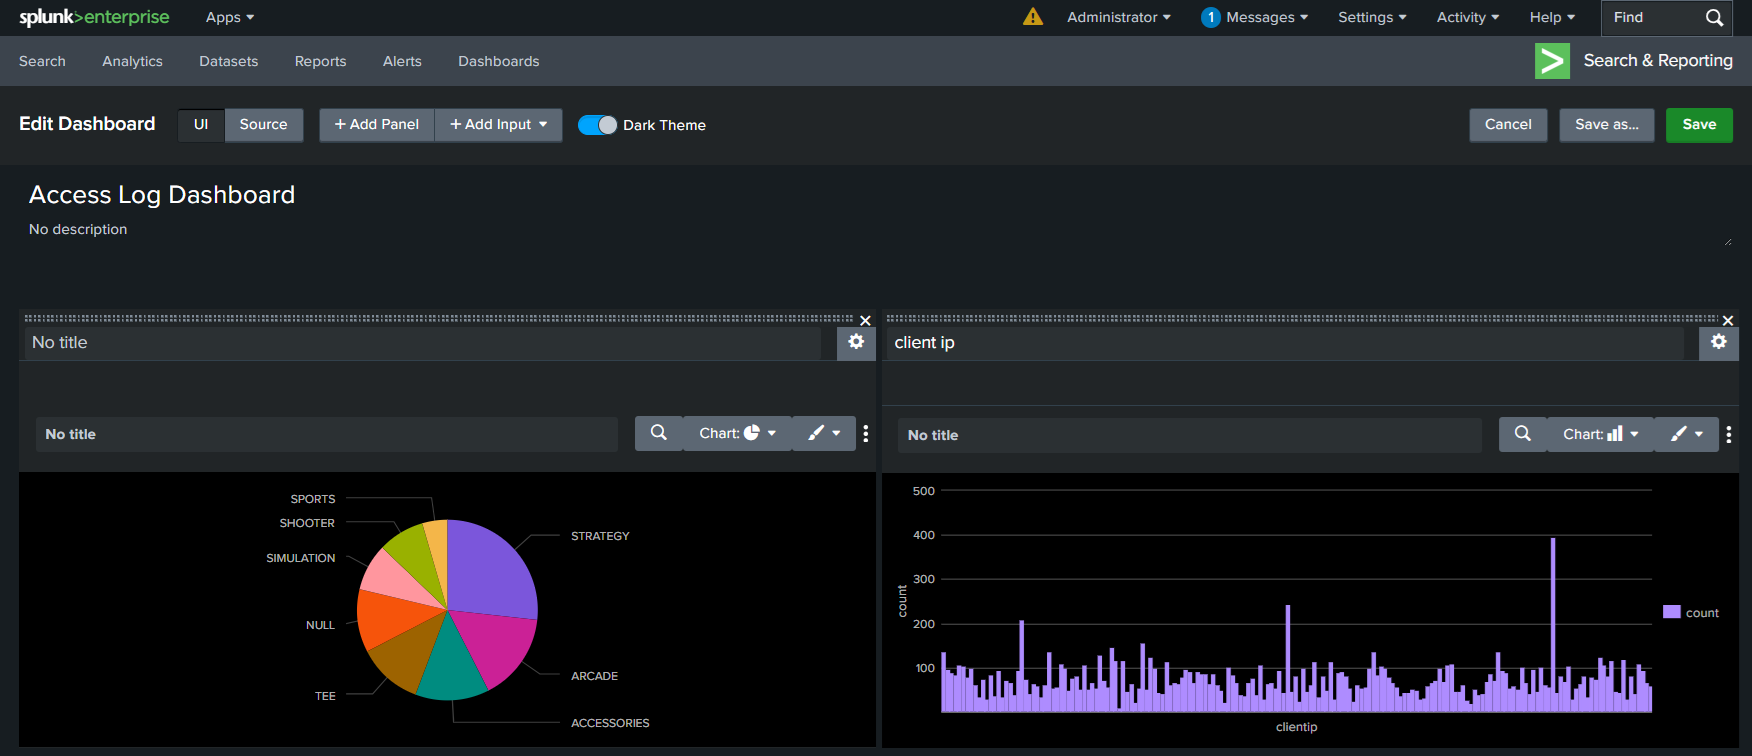 splunk>enterprise Apps Administrator 1 Messages Settings Activity Help Find
Search Analytics Datasets Reports Alerts Dashboards > Search & Reporting
Edit Dashboard UI Source + Add Panel + Add Input Dark Theme Cancel Save as... Save
Access Log Dashboard
No description
No title
No title
Chart:
SPORTS
SHOOTER
SIMULATION
NULL
TEE
STRATEGY
ARCADE
ACCESSORIES
client ip
No title
Chart:
500
400
300
200
100
count
clientip
count